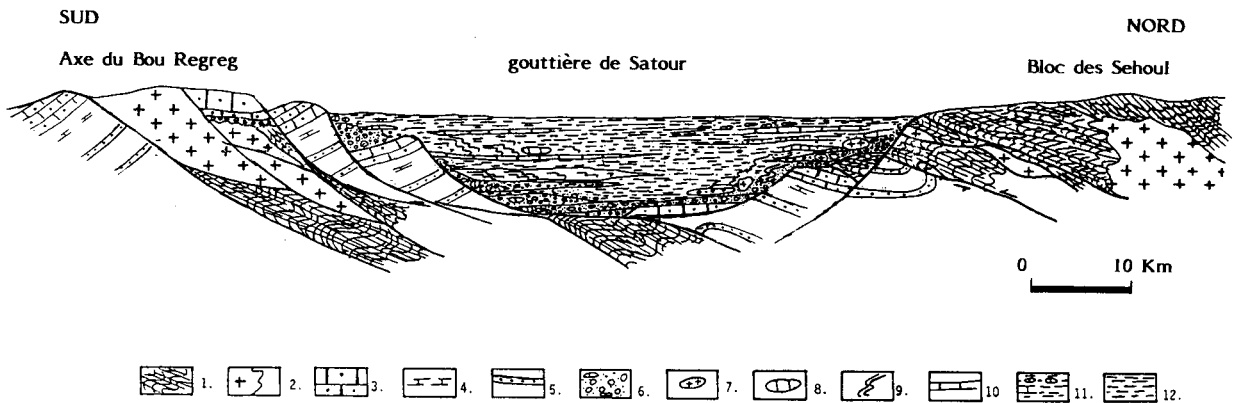 SUD
NORD
Axe du Bou Regreg
gouttière de Satour
Bloc des Sehoul
0 10 Km
1. 2. 3. 4. 5. 6. 7. 8. 9. 10 11. 12.